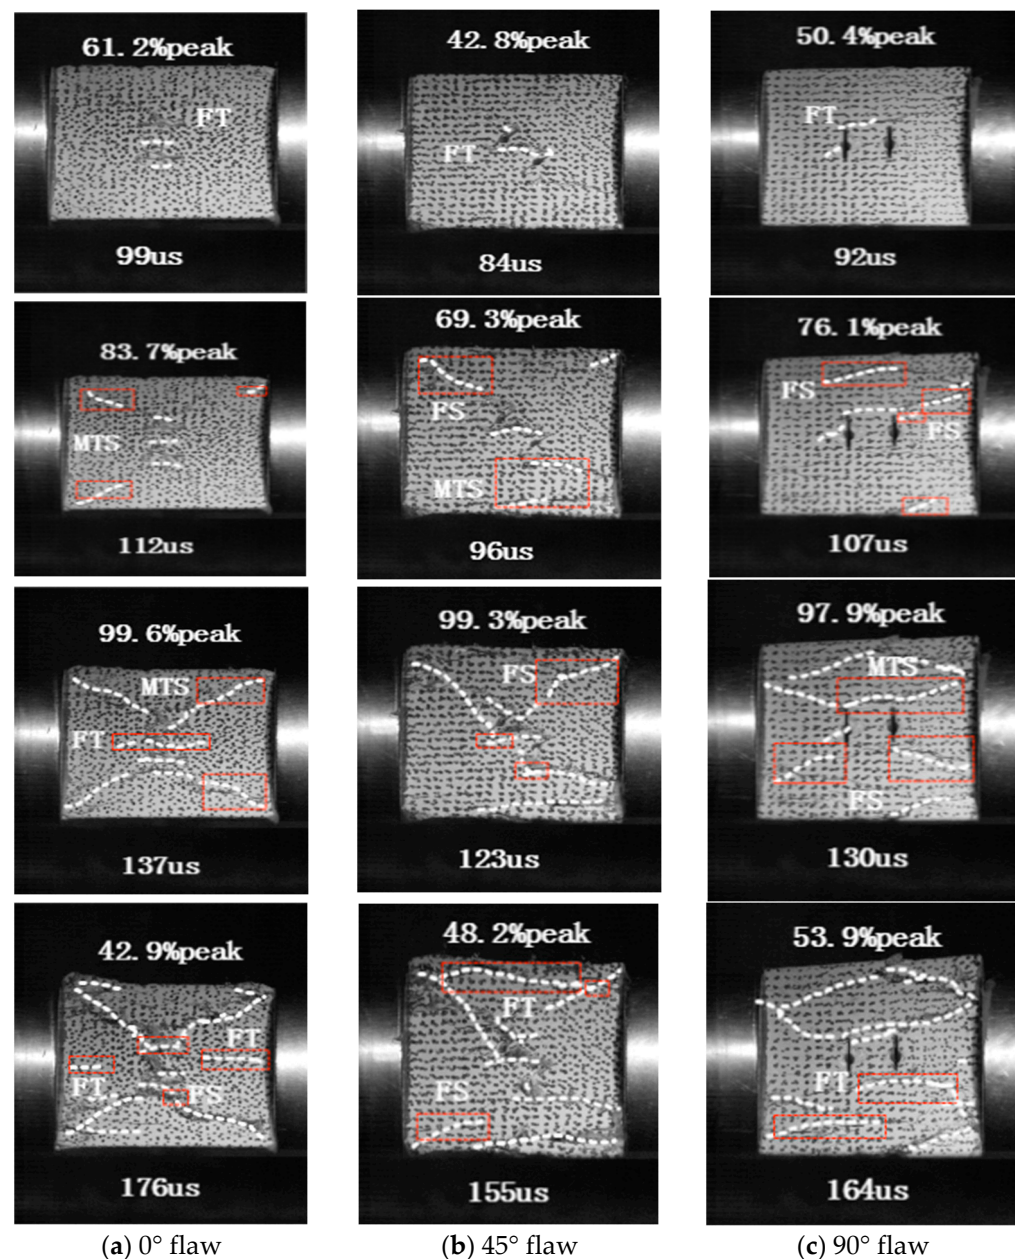 61.2%peak
FT
99us
42.8%peak
FT
84us
50.4%peak
FT
92us
83.7%peak
MTS
112us
69.3%peak
FS
MTS
96us
76.1%peak
FS
FS
107us
99.6%peak
MTS
FT
137us
99.3%peak
FS
123us
97.9%peak
MTS
FS
130us
42.9%peak
FT
FT
FS
176us
48.2%peak
FT
FS
155us
53.9%peak
FT
164us
(a) 0° flaw
(b) 45° flaw
(c) 90° flaw